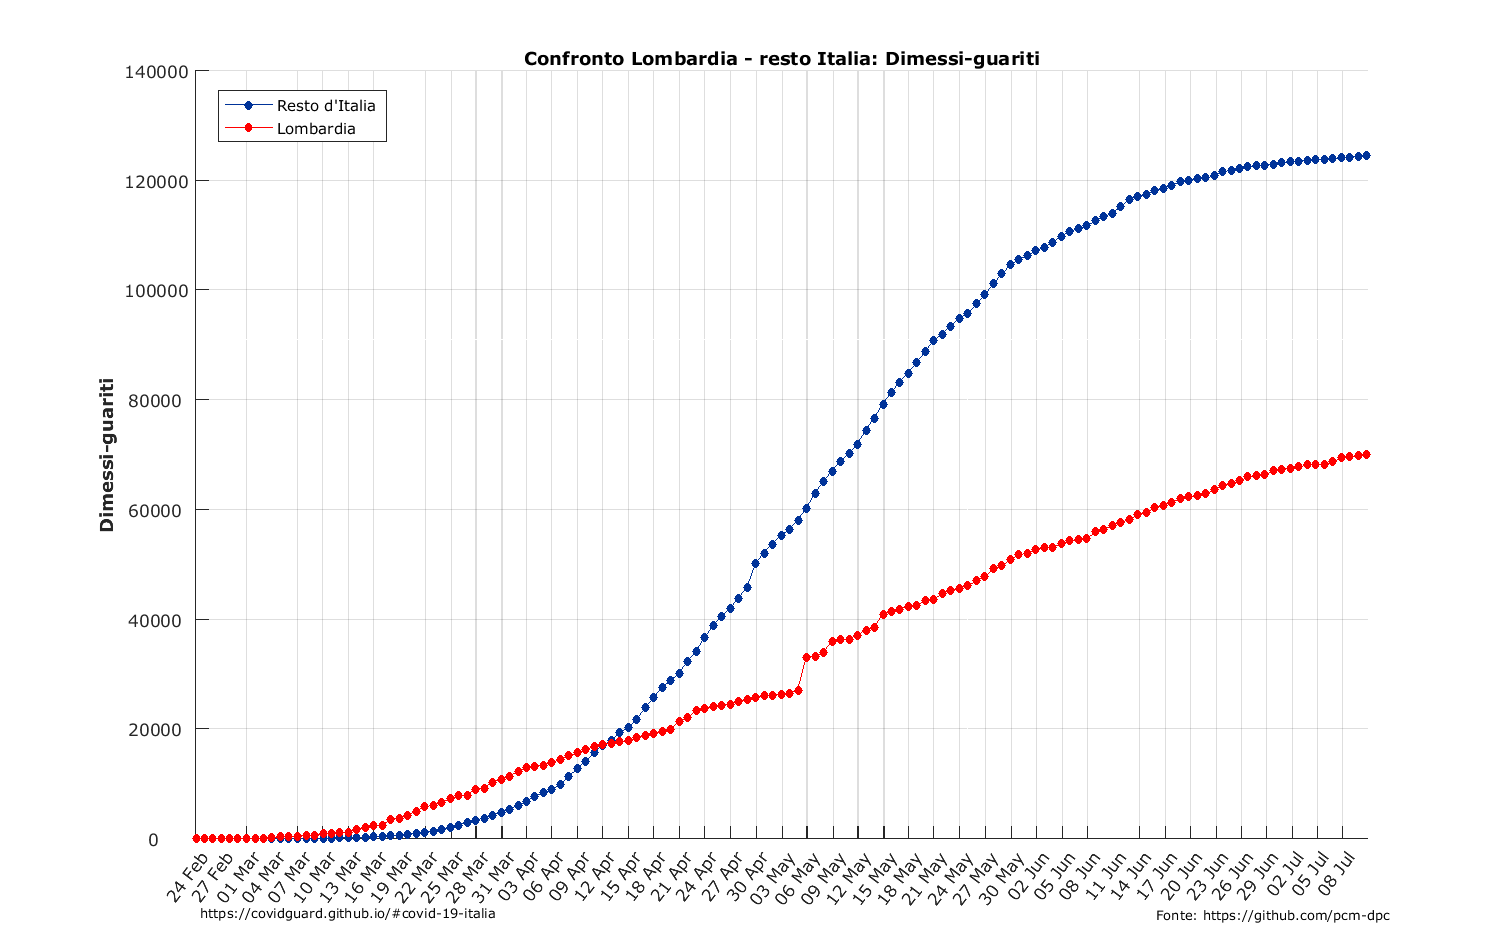 Confronto Lombardia - resto Italia: Dimessi-guariti
Resto d'Italia
Lombardia
Dimessi-guariti
140000
120000
100000
80000
60000
40000
20000
0
24 Feb
27 Feb
01 Mar
04 Mar
07 Mar
10 Mar
13 Mar
16 Mar
19 Mar
22 Mar
25 Mar
28 Mar
31 Mar
03 Apr
06 Apr
09 Apr
12 Apr
15 Apr
18 Apr
21 Apr
24 Apr
27 Apr
30 Apr
03 May
06 May
09 May
12 May
15 May
18 May
21 May
24 May
27 May
30 May
02 Jun
05 Jun
08 Jun
11 Jun
14 Jun
17 Jun
20 Jun
23 Jun
26 Jun
29 Jun
02 Jul
05 Jul
08 Jul
https://covidguard.github.io/#covid-19-italia
Fonte: https://github.com/pcm-dpc